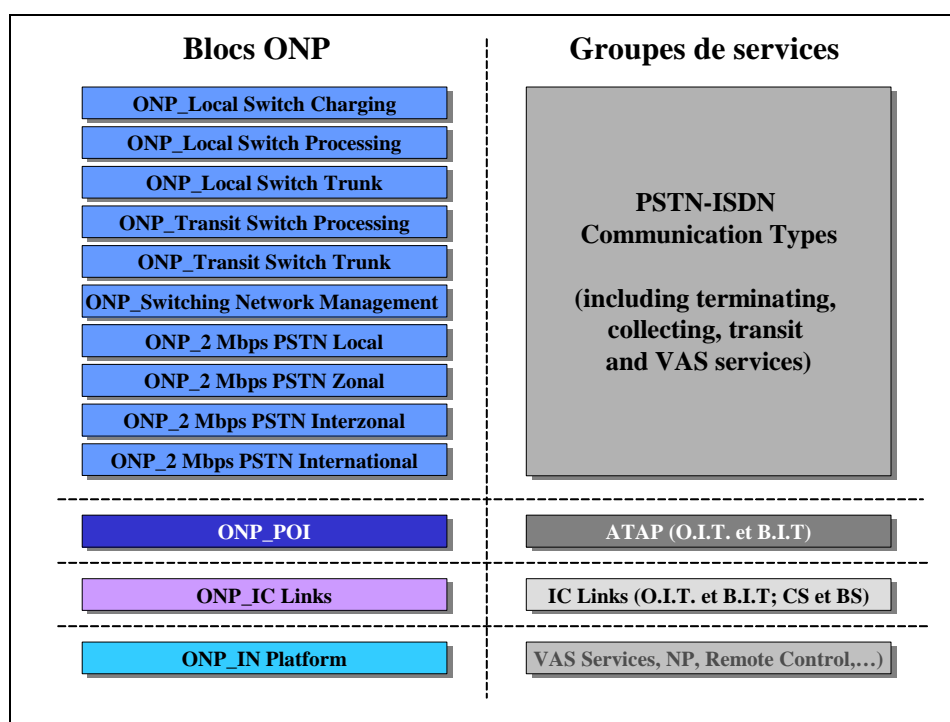 Blocs ONP
Groupes de services
ONP_Local Switch Charging
ONP_Local Switch Processing
ONP_Local Switch Trunk
ONP_Transit Switch Processing
ONP_Transit Switch Trunk
ONP_Switching Network Management
ONP_2 Mbps PSTN Local
ONP_2 Mbps PSTN Zonal
ONP_2 Mbps PSTN Interzonal
ONP_2 Mbps PSTN International
PSTN-ISDN
Communication Types
(including terminating,
collecting, transit
and VAS services)
ONP_POI
ATAP (O.I.T. et B.I.T)
ONP_IC Links
IC Links (O.I.T. et B.I.T; CS et BS)
ONP_IN Platform
VAS Services, NP, Remote Control,…)